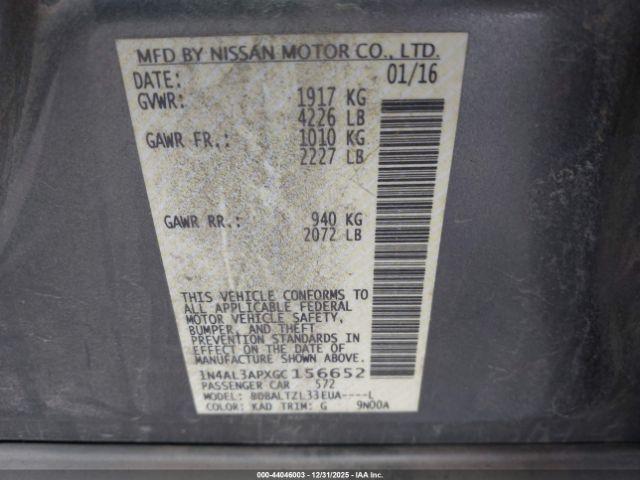 MFD BY NISSAN MOTOR CO., LTD.
DATE: 01/16
GVWR: 1917 KG
4226 LB
GAWR FR.: 1010 KG
2227 LB
GAWR RR.: 940 KG
2072 LB
THIS VEHICLE CONFORMS TO
ALL APPLICABLE FEDERAL
MOTOR VEHICLE SAFETY,
BUMPER, AND THEFT
PREVENTION STANDARDS
IN EFFECT ON THE DATE OF
MANUFACTURE SHOWN ABOVE.
1N4AL3APXGC156652
PASSENGER CAR 572
MODEL: BDBALTZL33EUA----L
COLOR: KAD TRIM: G 9N00A
000-44046003 - 12/31/2025 - IAAI.com